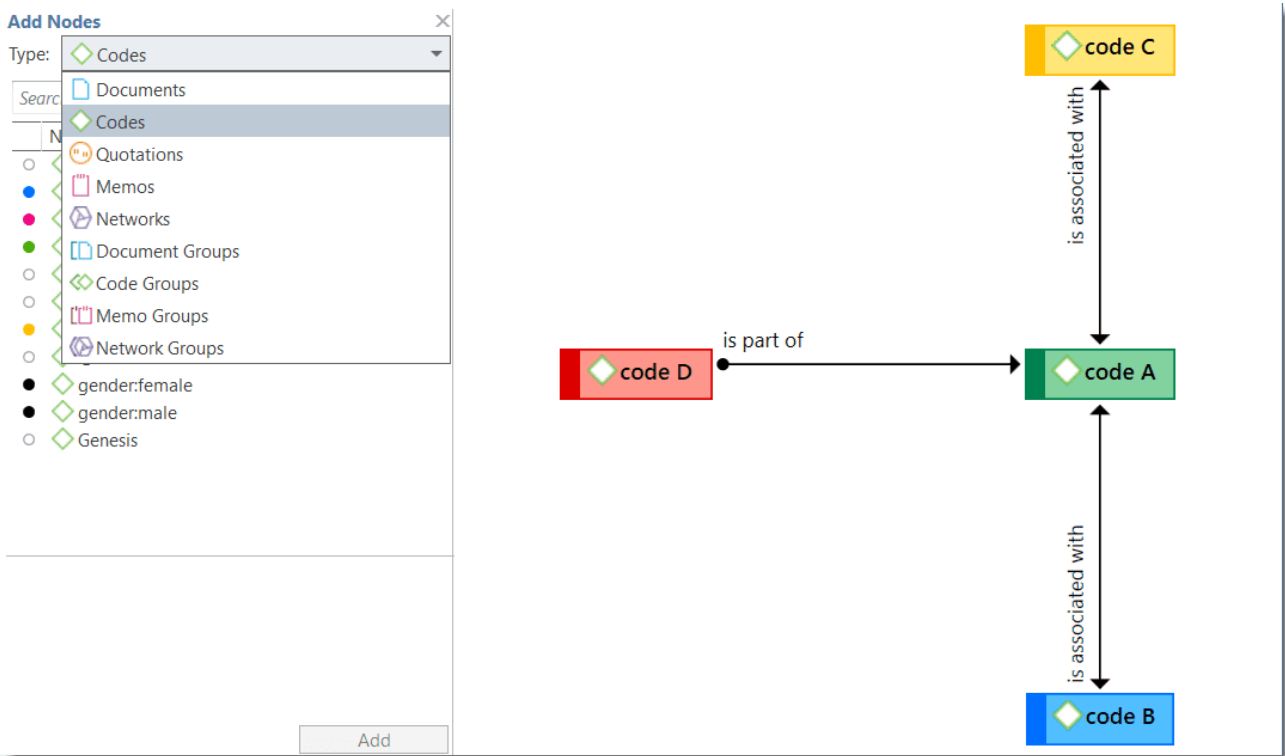 Add Nodes
Type: Codes
Documents
Codes
Quotations
Memos
Networks
Document Groups
Code Groups
Memo Groups
Network Groups
gender:female
gender:male
Genesis
Add
code C
is associated with
is part of
code D
code A
is associated with
code B